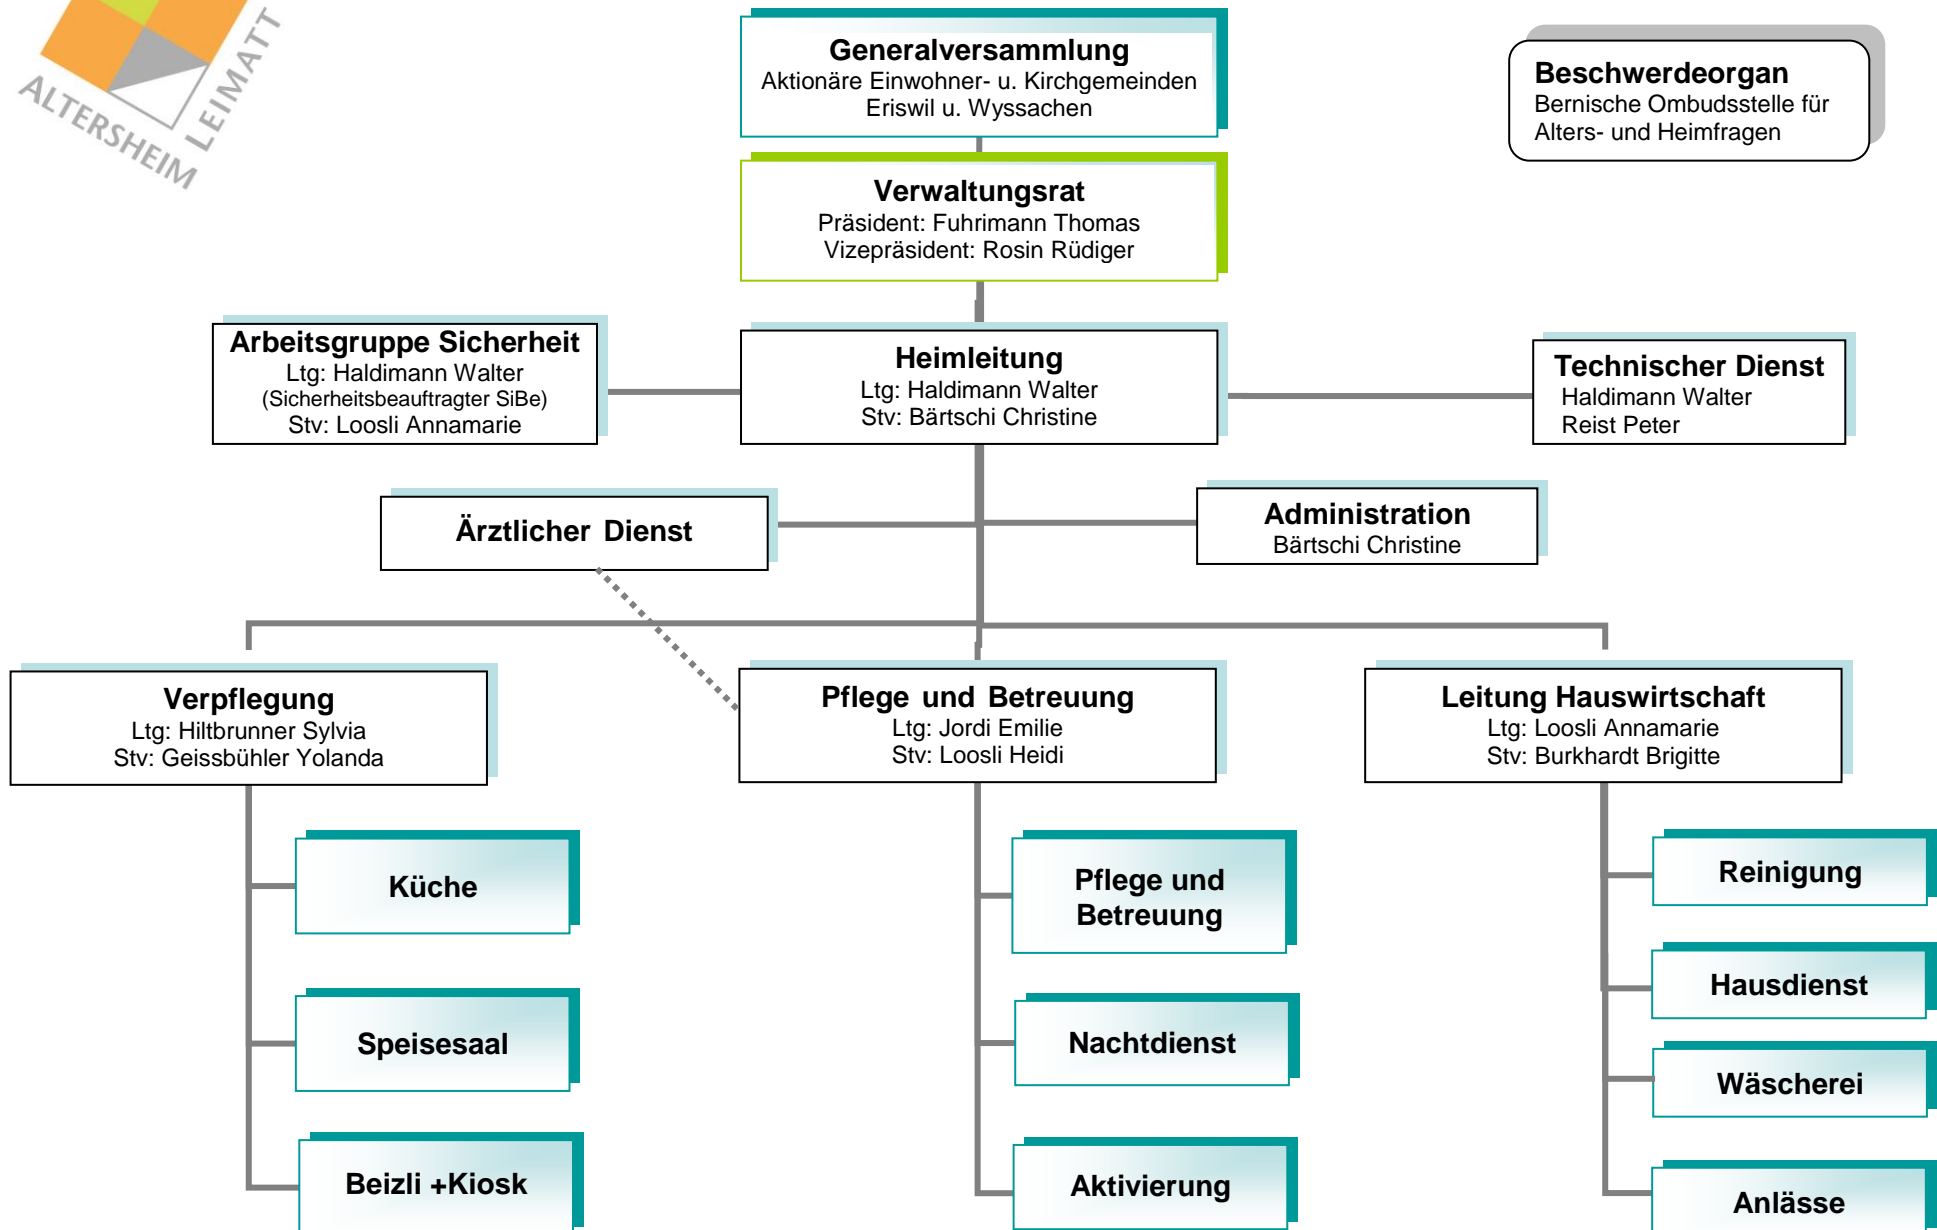 ALTERSHEIM
LEIMATT
Generalversammlung
Aktionäre Einwohner- u. Kirchgemeinden
Eriswil u. Wyssachen
Beschwerdeorgan
Bernische Ombudsstelle für
Alters- und Heimfragen
Verwaltungsrat
Präsident: Fuhrimann Thomas
Vizepräsident: Rosin Rüdiger
Arbeitsgruppe Sicherheit
Ltg: Haldimann Walter
(Sicherheitsbeauftragter SiBe)
Stv: Loosli Annamarie
Heimleitung
Ltg: Haldimann Walter
Stv: Bärtschi Christine
Technischer Dienst
Haldimann Walter
Reist Peter
Ärztlicher Dienst
Administration
Bärtschi Christine
Verpflegung
Ltg: Hiltbrunner Sylvia
Stv: Geissbühler Yolanda
Pflege und Betreuung
Ltg: Jordi Emilie
Stv: Loosli Heidi
Leitung Hauswirtschaft
Ltg: Loosli Annamarie
Stv: Burkhardt Brigitte
Küche
Speisesaal
Beizli +Kiosk
Pflege und
Betreuung
Nachtdienst
Aktivierung
Reinigung
Hausdienst
Wäscherei
Anlässe